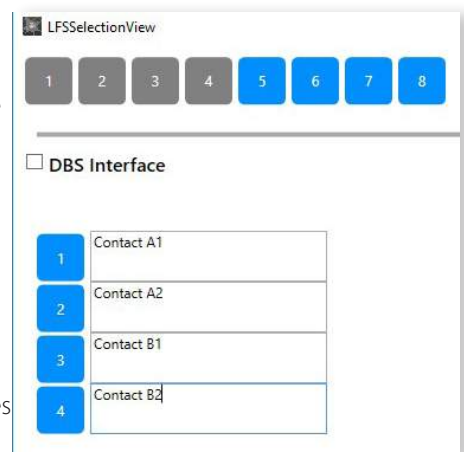 LFSSelectionView
1 2 3 4 5 6 7 8
DBS Interface
1 Contact A1
2 Contact A2
3 Contact B1
4 Contact B2